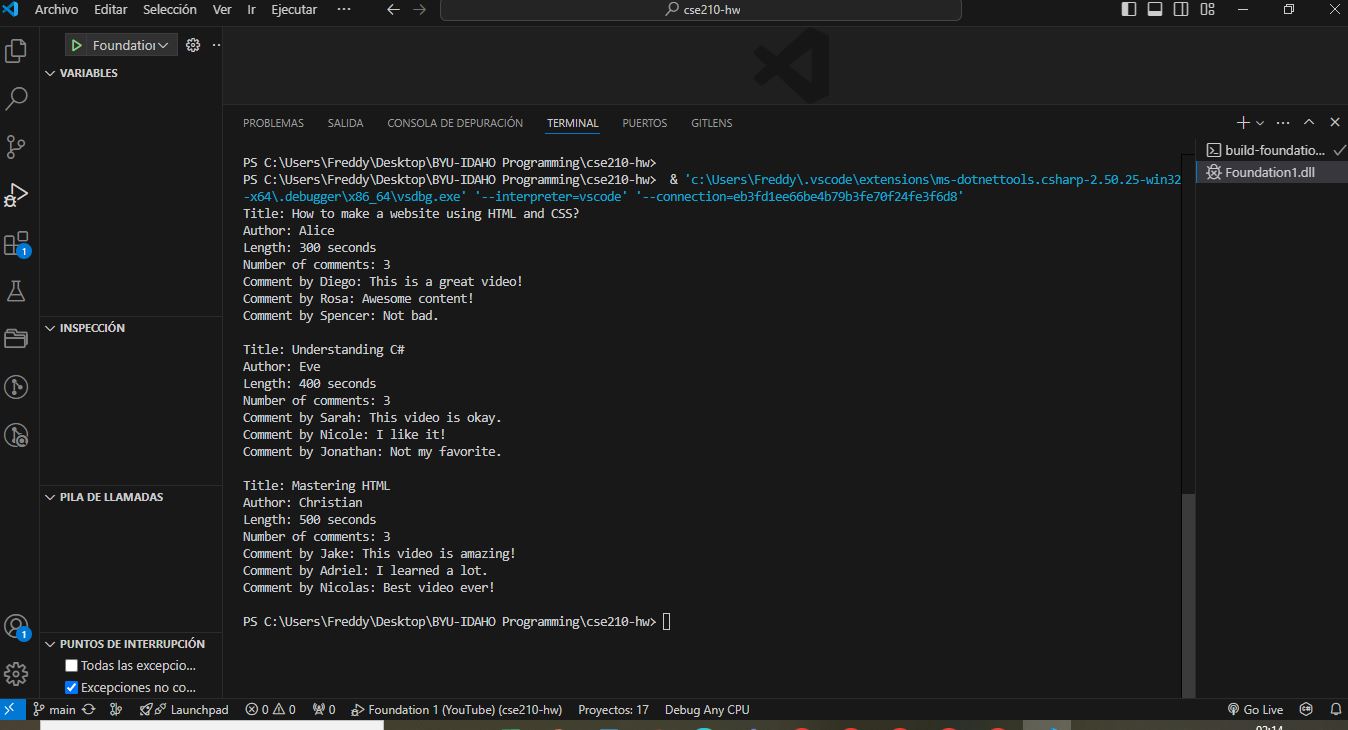 Archivo Editar Selección Ver Ir Ejecutar ··· cse210-hw
Foundation
VARIABLES
INSPECCIÓN
PILA DE LLAMADAS
PUNTOS DE INTERRUPCIÓN
Todas las excepcio...
Excepciones no co...
1
1
PROBLEMAS SALIDA CONSOLA DE DEPURACIÓN TERMINAL PUERTOS GITLENS
PS C:\Users\Freddy\Desktop\BYU-IDAHO Programming\cse210-hw>
PS C:\Users\Freddy\Desktop\BYU-IDAHO Programming\cse210-hw>  & 'c:\Users\Freddy\.vscode\extensions\ms-dotnettools.csharp-2.50.25-win32
-x64\.debugger\x86_64\vsdbg.exe' '--interpreter=vscode' '--connection=eb3fd1ee66be4b79b3fe70f24fe3f6d8'
Title: How to make a website using HTML and CSS?
Author: Alice
Length: 300 seconds
Number of comments: 3
Comment by Diego: This is a great video!
Comment by Rosa: Awesome content!
Comment by Spencer: Not bad.
Title: Understanding C#
Author: Eve
Length: 400 seconds
Number of comments: 3
Comment by Sarah: This video is okay.
Comment by Nicole: I like it!
Comment by Jonathan: Not my favorite.
Title: Mastering HTML
Author: Christian
Length: 500 seconds
Number of comments: 3
Comment by Jake: This video is amazing!
Comment by Adriel: I learned a lot.
Comment by Nicolas: Best video ever!
PS C:\Users\Freddy\Desktop\BYU-IDAHO Programming\cse210-hw>
build-foundatio...
Foundation1.dll
main Launchpad 0 0 0 Foundation 1 (YouTube) (cse210-hw) Proyectos: 17 Debug Any CPU Go Live